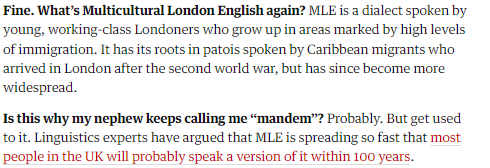 Fine. What’s Multicultural London English again? MLE is a dialect spoken by
young, working-class Londoners who grow up in areas marked by high levels
of immigration. It has its roots in patois spoken by Caribbean migrants who
arrived in London after the second world war, but has since become more
widespread.
Is this why my nephew keeps calling me “mandem”? Probably. But get used
to it. Linguistics experts have argued that MLE is spreading so fast that most
people in the UK will probably speak a version of it within 100 years.